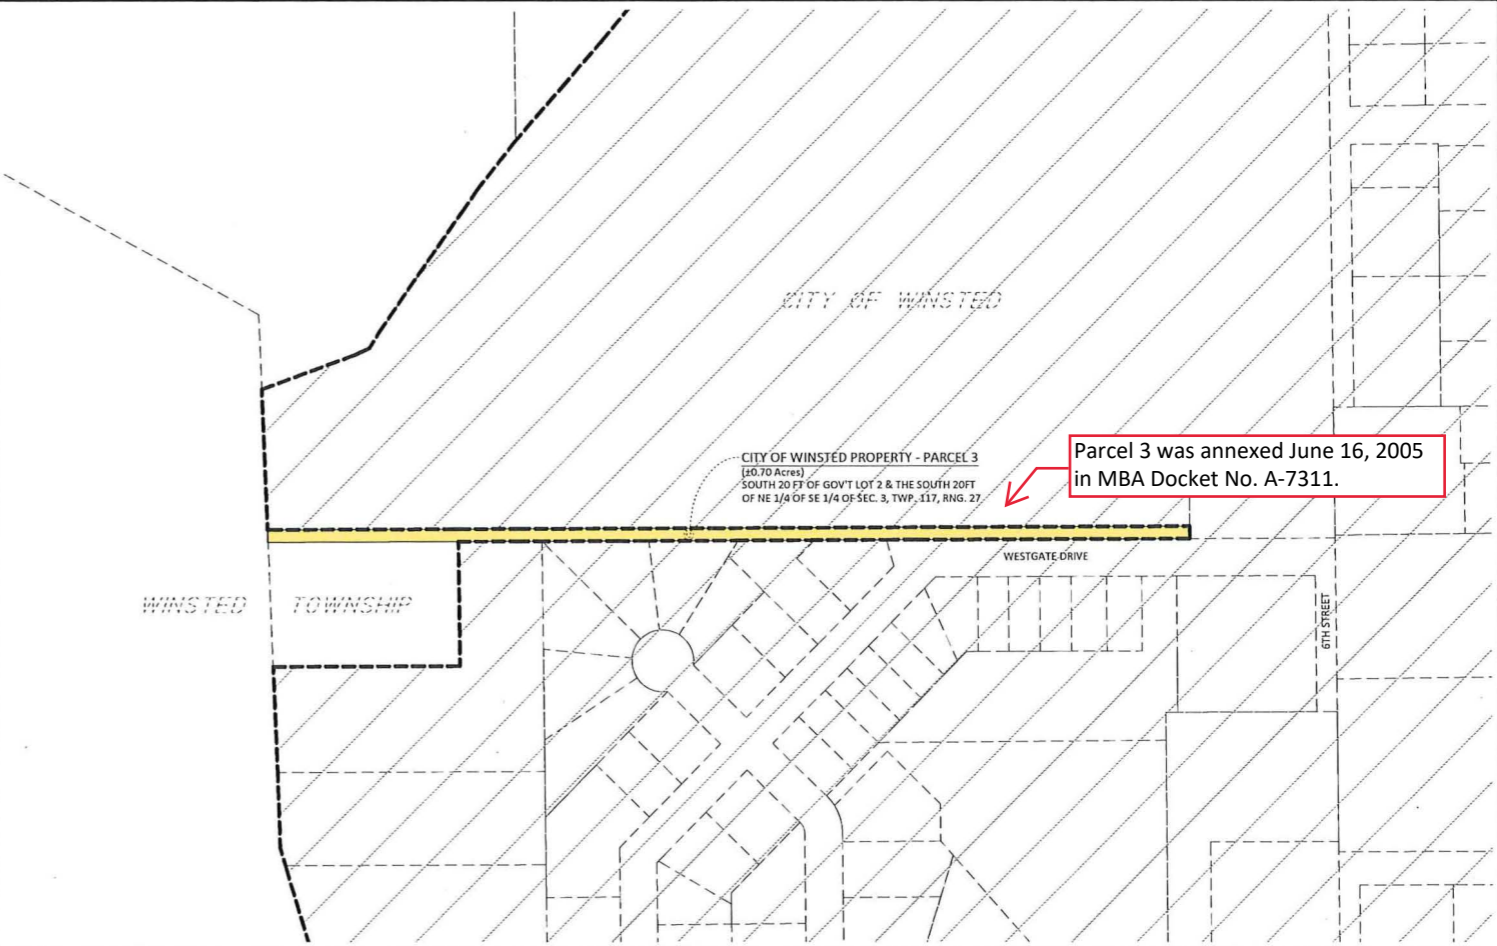 CITY OF WINSTED
CITY OF WINSTED PROPERTY - PARCEL 3
(±0.70 Acres)
SOUTH 20 FT OF GOV'T LOT 2 & THE SOUTH 20FT
OF NE 1/4 OF SE 1/4 OF SEC. 3, TWP. 117, RNG. 27
Parcel 3 was annexed June 16, 2005
in MBA Docket No. A-7311.
WESTGATE DRIVE
WINSTED TOWNSHIP
6TH STREET